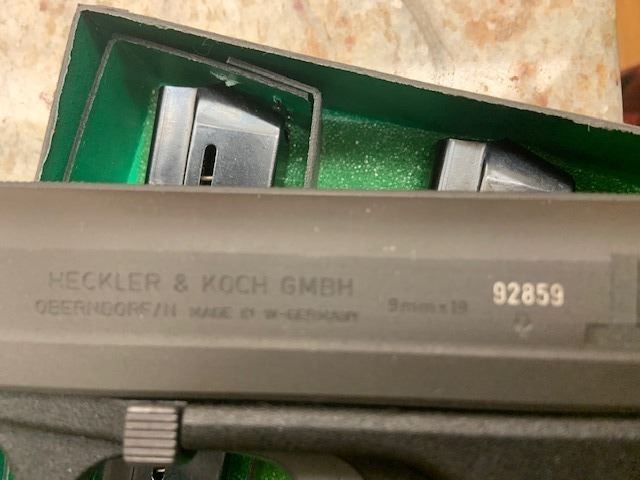 HECKLER & KOCH GMBH
OBERNDORF/N MADE IN W-GERMANY 9mm x 19 92859